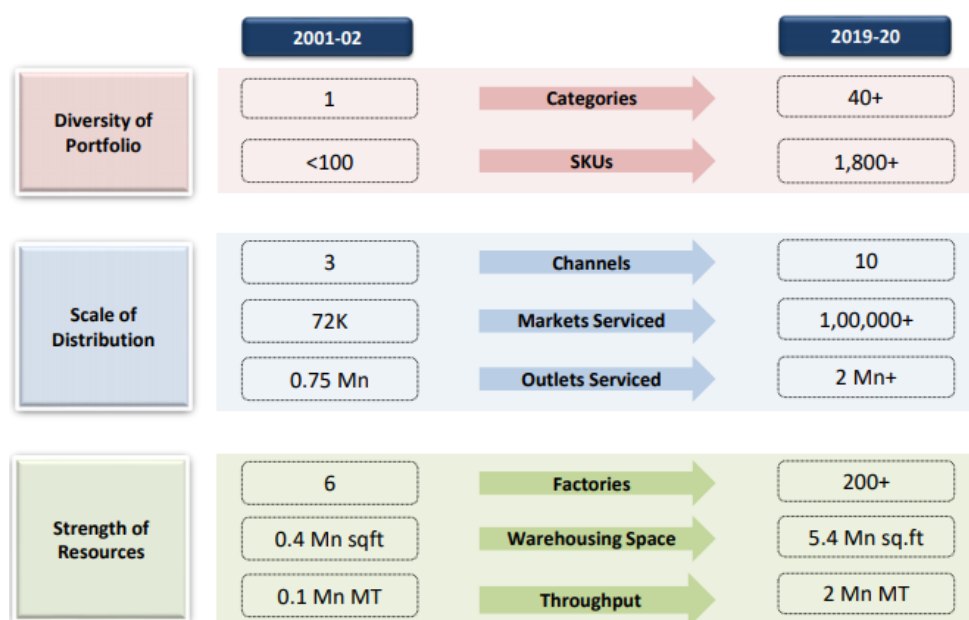 2001-02
2019-20
Diversity of
Portfolio
1
Categories
40+
<100
SKUs
1,800+
Scale of
Distribution
3
Channels
10
72K
Markets Serviced
1,00,000+
0.75 Mn
Outlets Serviced
2 Mn+
Strength of
Resources
6
Factories
200+
0.4 Mn sqft
Warehousing Space
5.4 Mn sq.ft
0.1 Mn MT
Throughput
2 Mn MT